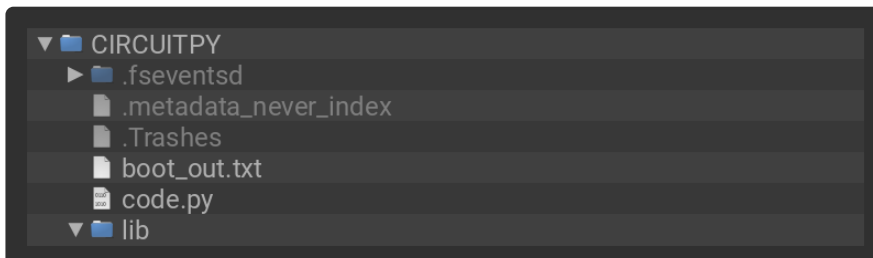 CIRCUITPY
.fseventsd
.metadata_never_index
.Trashes
boot_out.txt
code.py
lib